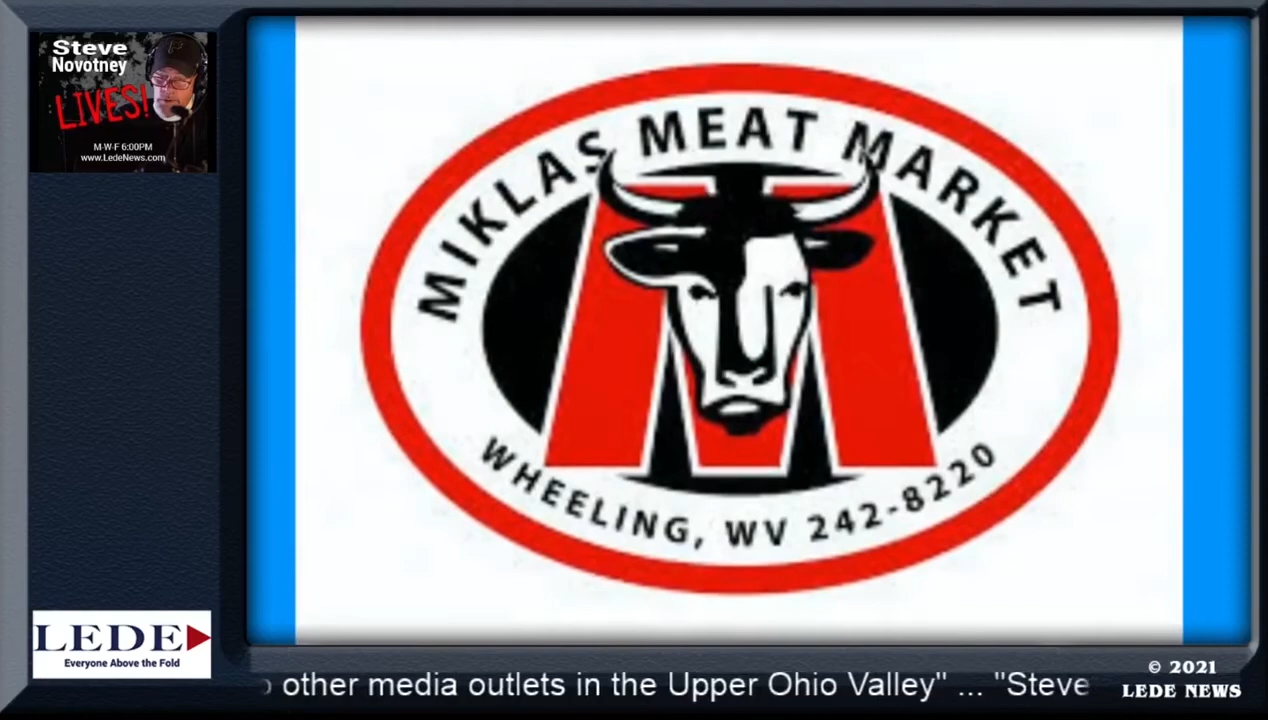 Steve
Novotney
LIVES!
M-W-F 6:00PM
www.LedeNews.com
MIKLAS MEAT MARKET
WHEELING, WV 242-8220
LEDE
Everyone Above the Fold
other media outlets in the Upper Ohio Valley" ... "Steve
© 2021
LEDE NEWS